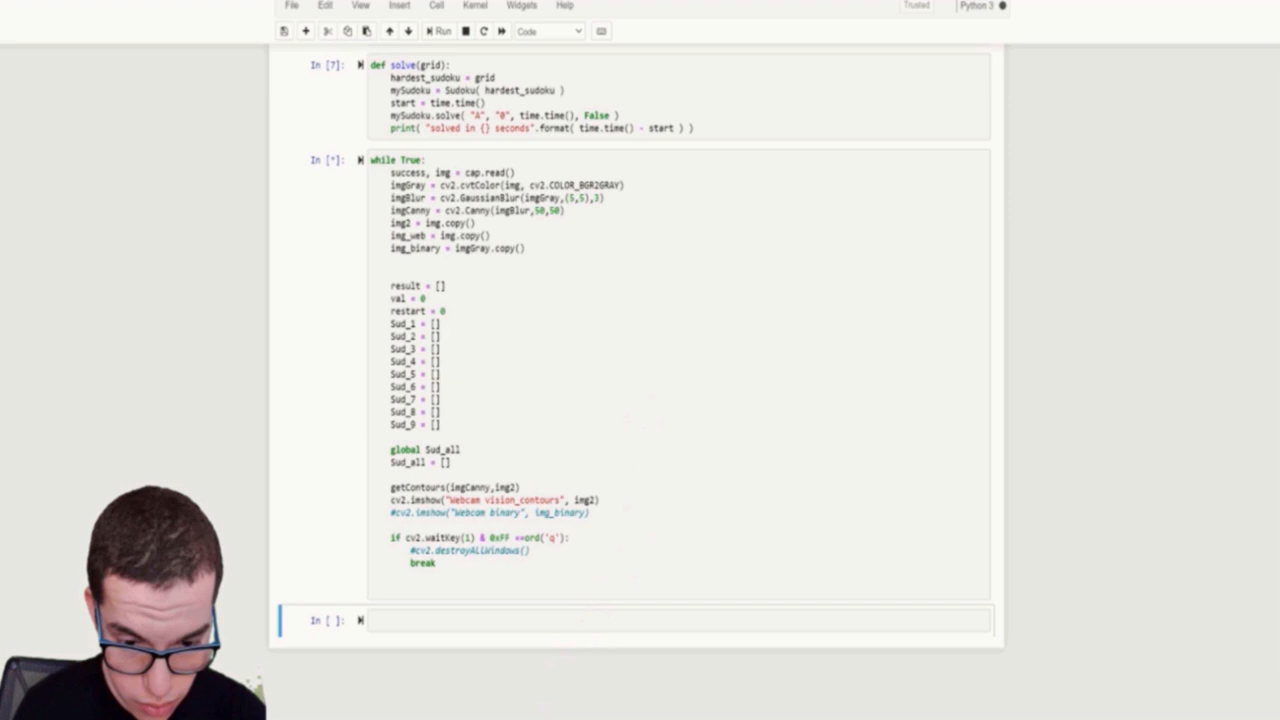 File Edit View Insert Cell Kernel Widgets Help Trusted | Python 3
Run Code
In [7]: def solve(grid):
hardest_sudoku = grid
mySudoku = Sudoku( hardest_sudoku )
start = time.time()
mySudoku.solve( "A", "0", time.time(), False )
print( "solved in {} seconds".format( time.time() - start ) )
In [*]: while True:
success, img = cap.read()
imgGray = cv2.cvtColor(img, cv2.COLOR_BGR2GRAY)
imgBlur = cv2.GaussianBlur(imgGray,(5,5),3)
imgCanny = cv2.Canny(imgBlur,50,50)
img2 = img.copy()
img_web = img.copy()
img_binary = imgGray.copy()
result = []
val = 0
restart = 0
Sud_1 = []
Sud_2 = []
Sud_3 = []
Sud_4 = []
Sud_5 = []
Sud_6 = []
Sud_7 = []
Sud_8 = []
Sud_9 = []
global Sud_all
Sud_all = []
getContours(imgCanny,img2)
cv2.imshow("Webcam vision_contours", img2)
#cv2.imshow("Webcam binary", img_binary)
if cv2.waitKey(1) & 0xFF ==ord('q'):
#cv2.destroyALLWindows()
break
In [ ]: